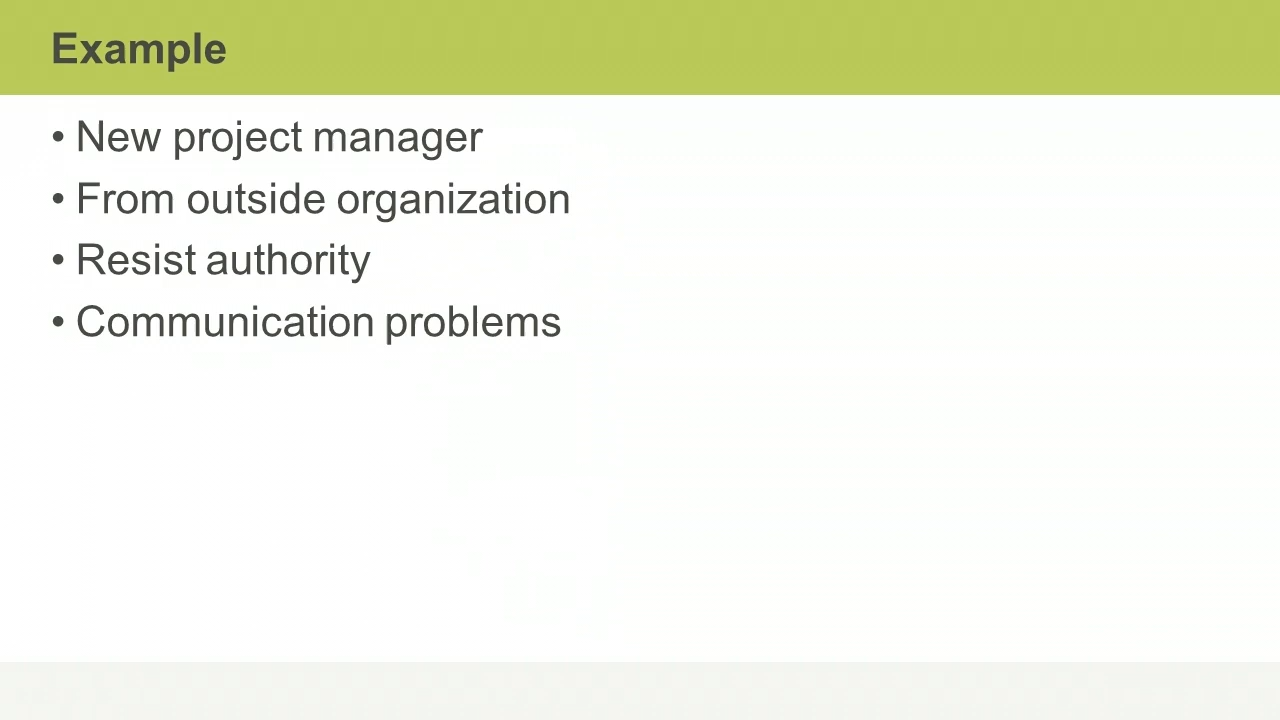 Example
• New project manager
• From outside organization
• Resist authority
• Communication problems